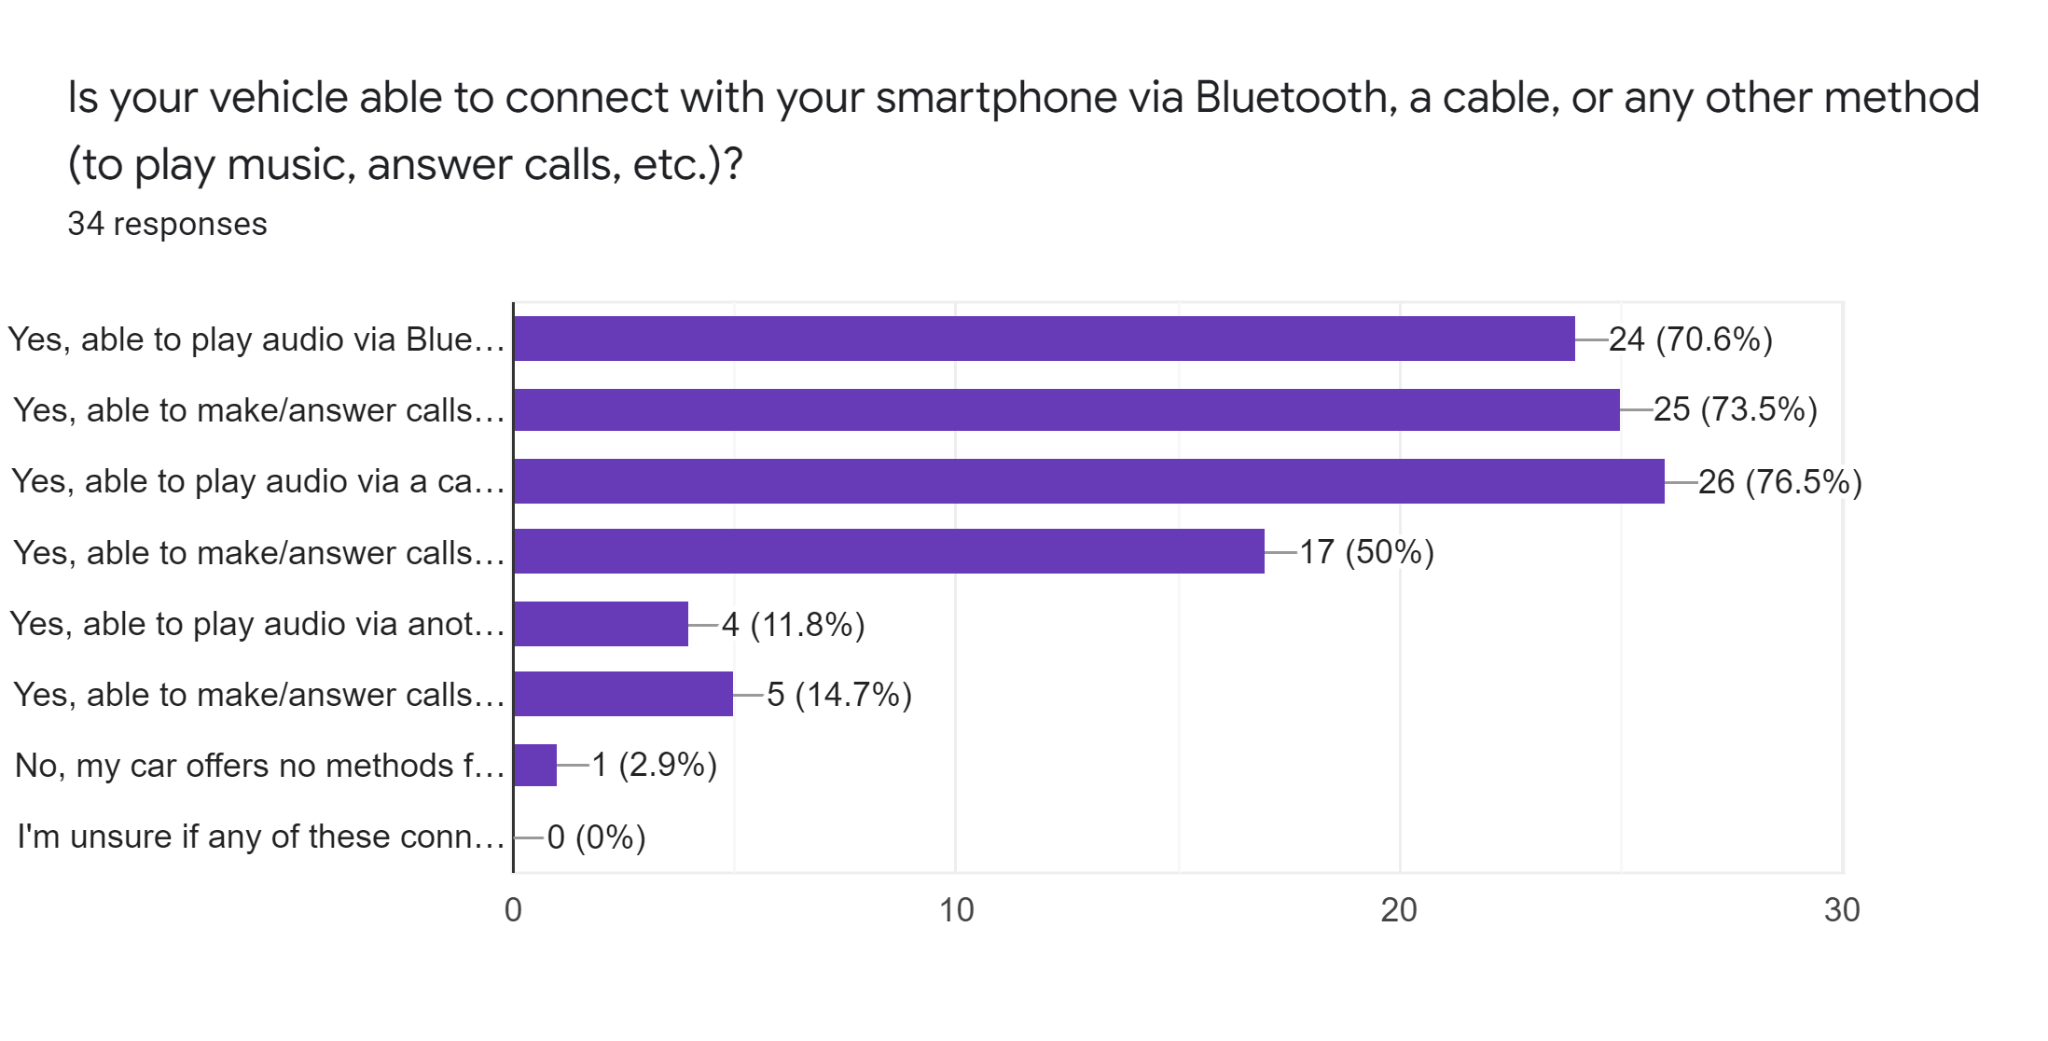 Is your vehicle able to connect with your smartphone via Bluetooth, a cable, or any other method
(to play music, answer calls, etc.)?
34 responses
Yes, able to play audio via Blue... 24 (70.6%)
Yes, able to make/answer calls... 25 (73.5%)
Yes, able to play audio via a ca... 26 (76.5%)
Yes, able to make/answer calls... 17 (50%)
Yes, able to play audio via anot... 4 (11.8%)
Yes, able to make/answer calls... 5 (14.7%)
No, my car offers no methods f... 1 (2.9%)
I'm unsure if any of these conn... 0 (0%)
0 10 20 30